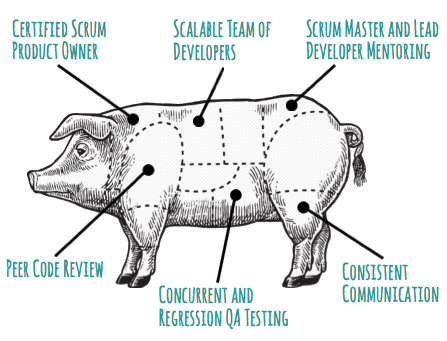 Certified Scrum
Product Owner
Scalable Team of
Developers
Scrum Master and Lead
Developer Mentoring
Peer Code Review
Concurrent and
Regression QA Testing
Consistent
Communication